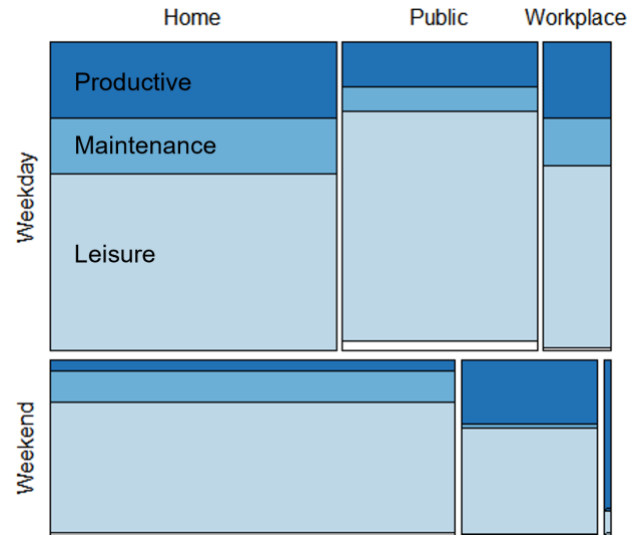 Home Public Workplace
Weekday
Productive
Maintenance
Leisure
Weekend